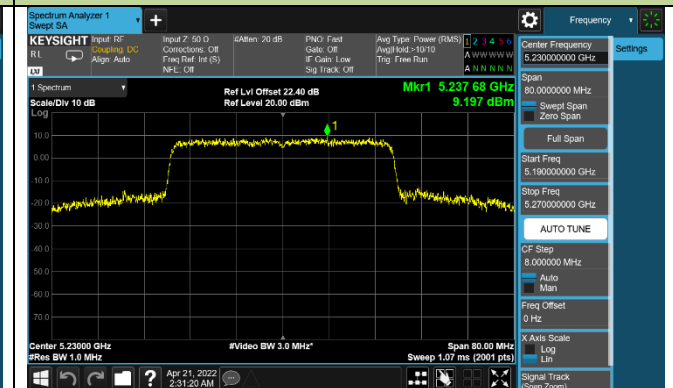 Spectrum Analyzer 1
Swept SA
+
Frequency
KEYSIGHT
RL
LXI
Input: RF
Coupling: DC
Align: Auto
Input Z: 50 Ω
Corrections: Off
Freq Ref: Int (S)
NFE: Off
#Atten: 20 dB
PNO: Fast
Gate: Off
IF Gain: Low
Sig Track: Off
Avg Type: Power (RMS)
Avg|Hold:>10/10
Trig: Free Run
1 2 3 4 5 6
A W W W W W
A N N N N N
1 Spectrum
Scale/Div 10 dB
Log
Ref Lvl Offset 22.40 dB
Ref Level 20.00 dBm
Mkr1 5.237 68 GHz
9.197 dBm
1
10.0
0.00
-10.0
-20.0
-30.0
-40.0
-50.0
-60.0
-70.0
Center 5.23000 GHz
#Res BW 1.0 MHz
#Video BW 3.0 MHz*
Span 80.00 MHz
Sweep 1.07 ms (2001 pts)
?
Apr 21, 2022
2:31:20 AM
Center Frequency
5.230000000 GHz
Settings
Span
80.0000000 MHz
Swept Span
Zero Span
Full Span
Start Freq
5.190000000 GHz
Stop Freq
5.270000000 GHz
AUTO TUNE
CF Step
8.000000 MHz
Auto
Man
Freq Offset
0 Hz
X Axis Scale
Log
Lin
Signal Track
(Span Zoom)